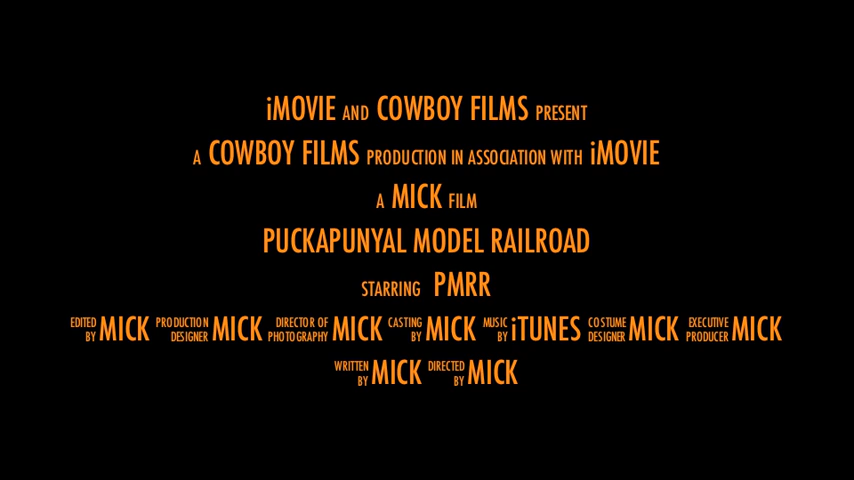 iMOVIE AND COWBOY FILMS PRESENT
A COWBOY FILMS PRODUCTION IN ASSOCIATION WITH iMOVIE
A MICK FILM
PUCKAPUNYAL MODEL RAILROAD
STARRING PMRR
EDITED BY MICK PRODUCTION DESIGNER MICK DIRECTOR OF PHOTOGRAPHY MICK CASTING BY MICK MUSIC BY iTUNES COSTUME DESIGNER MICK EXECUTIVE PRODUCER MICK
WRITTEN BY MICK DIRECTED BY MICK